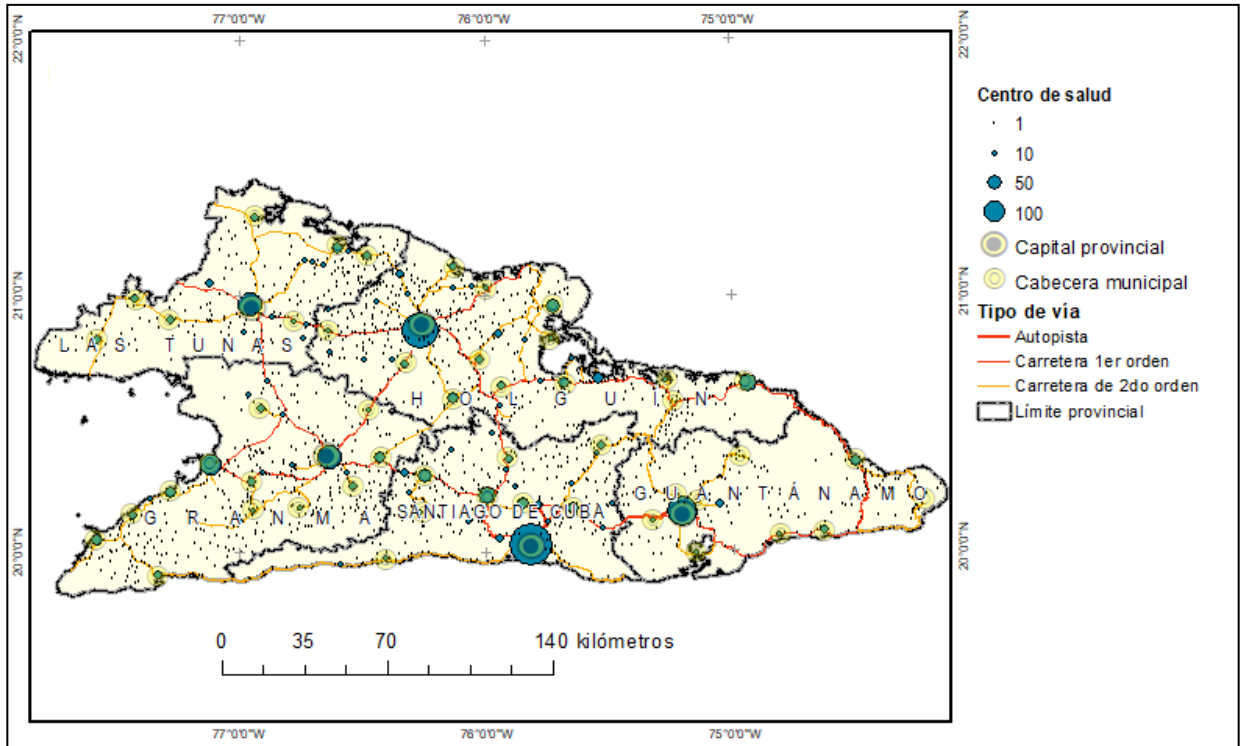 77°0'0"W 76°0'0"W 75°0'0"W
22°0'0"N
22°0'0"N
Centro de salud
1
10
50
100
Capital provincial
Cabecera municipal
Tipo de vía
Autopista
Carretera 1er orden
Carretera de 2do orden
Límite provincial
21°0'0"N
21°0'0"N
LAS TUNAS
HOLGUIN
GRANMA
SANTIAGO DE CUBA
GUANTÁNAMO
20°0'0"N
20°0'0"N
0 35 70 140 kilómetros
77°0'0"W 76°0'0"W 75°0'0"W